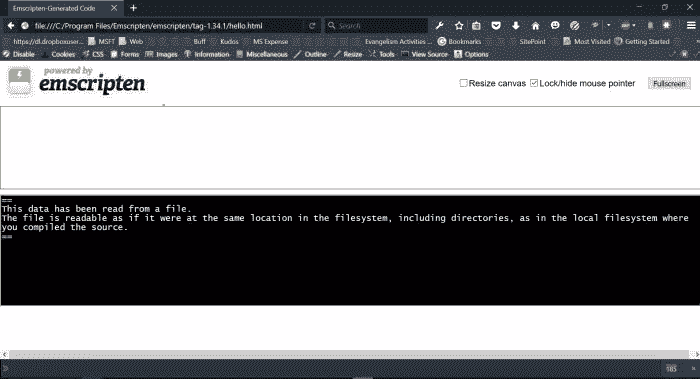 Emscripten-Generated Code
file:///C:/Program Files/Emscripten/emscripten/tag-1.34.1/hello.html
Search
https://dl.dropboxuser... MSFT Web Buff Kudos MS Expense Evangelism Activities ... Bookmarks SitePoint Most Visited Getting Started
Disable Cookies CSS Forms Images Information Miscellaneous Outline Resize Tools View Source Options
powered by
emscripten
Resize canvas Lock/hide mouse pointer Fullscreen
==
This data has been read from a file.
The file is readable as if it were at the same location in the filesystem, including directories, as in the local filesystem where
you compiled the source.
==